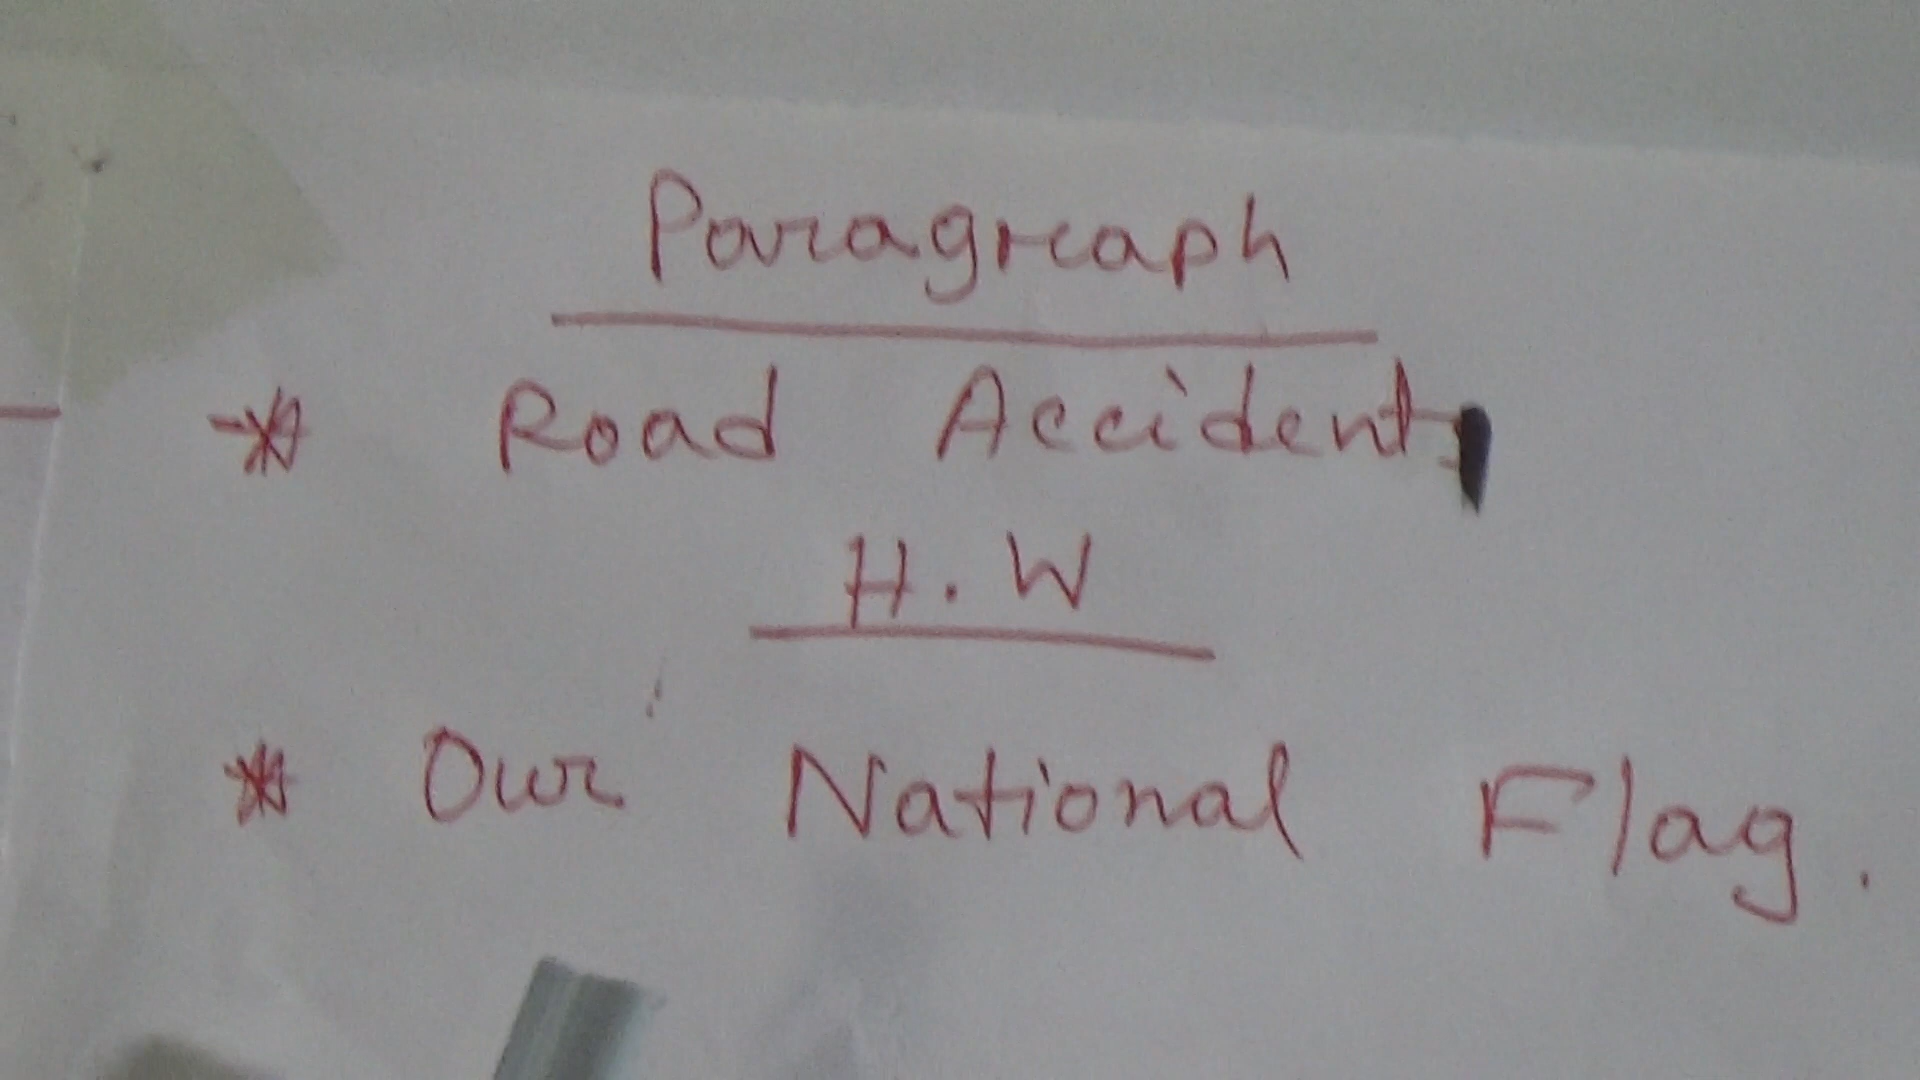 Paragraph
* Road Accident
H.W
* Our National Flag.